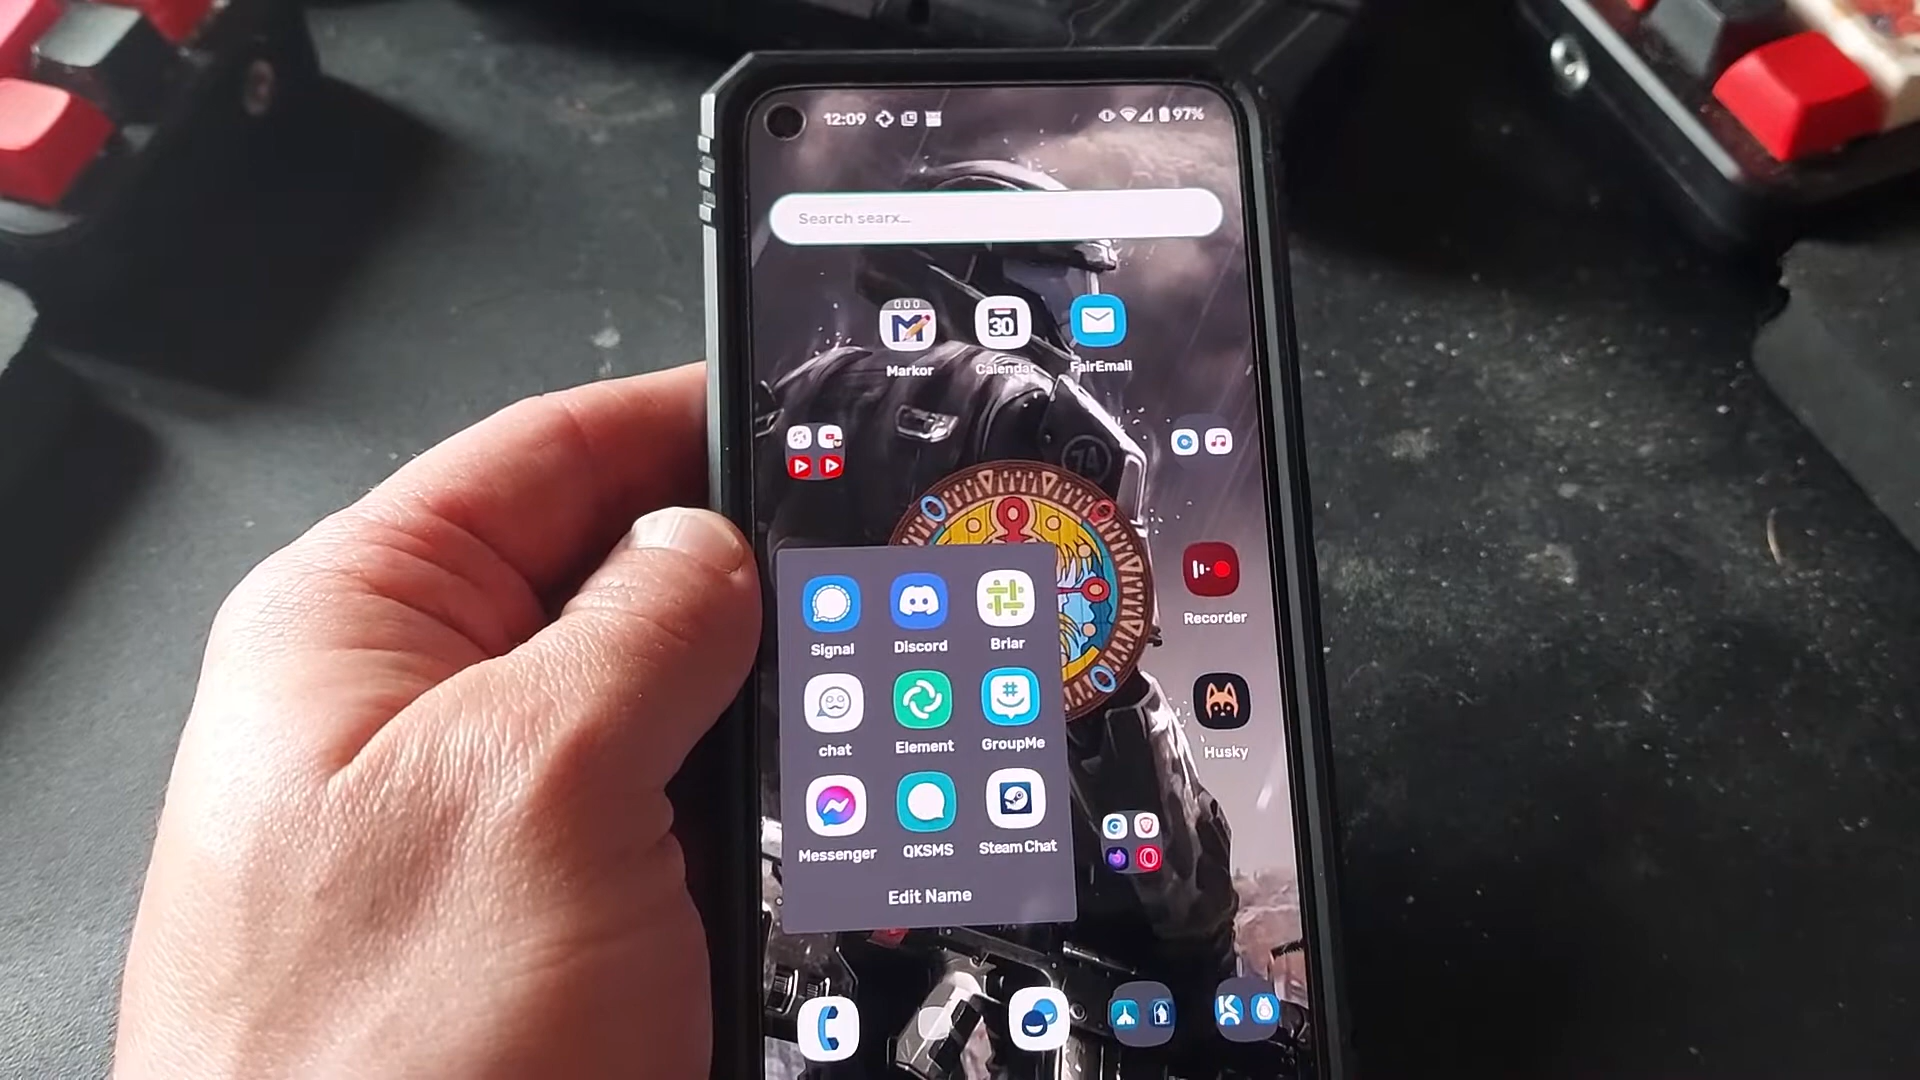 12:09
97%
Search searx...
30
Markor
Calendar
FairEmail
74
Signal
Discord
Briar
Recorder
chat
Element
GroupMe
Husky
Messenger
QKSMS
Steam Chat
Edit Name